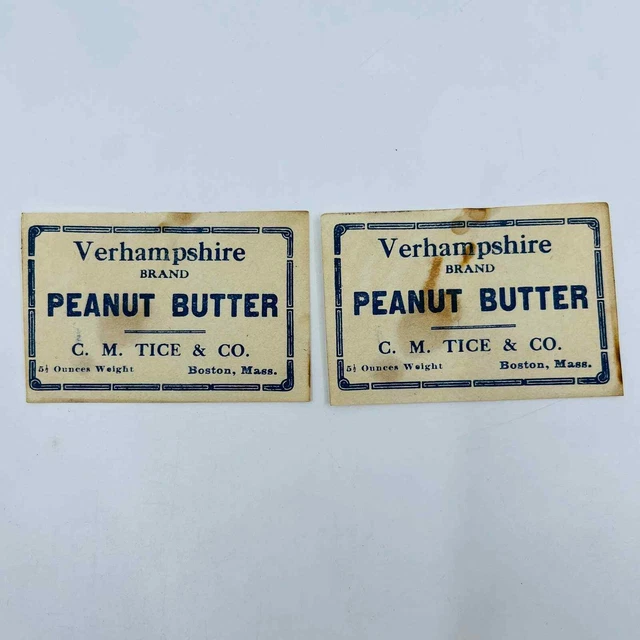 Verhampshire
BRAND
PEANUT BUTTER
C. M. TICE & CO.
5½ Ounces Weight Boston, Mass.
Verhampshire
BRAND
PEANUT BUTTER
C. M. TICE & CO.
5½ Ounces Weight Boston, Mass.